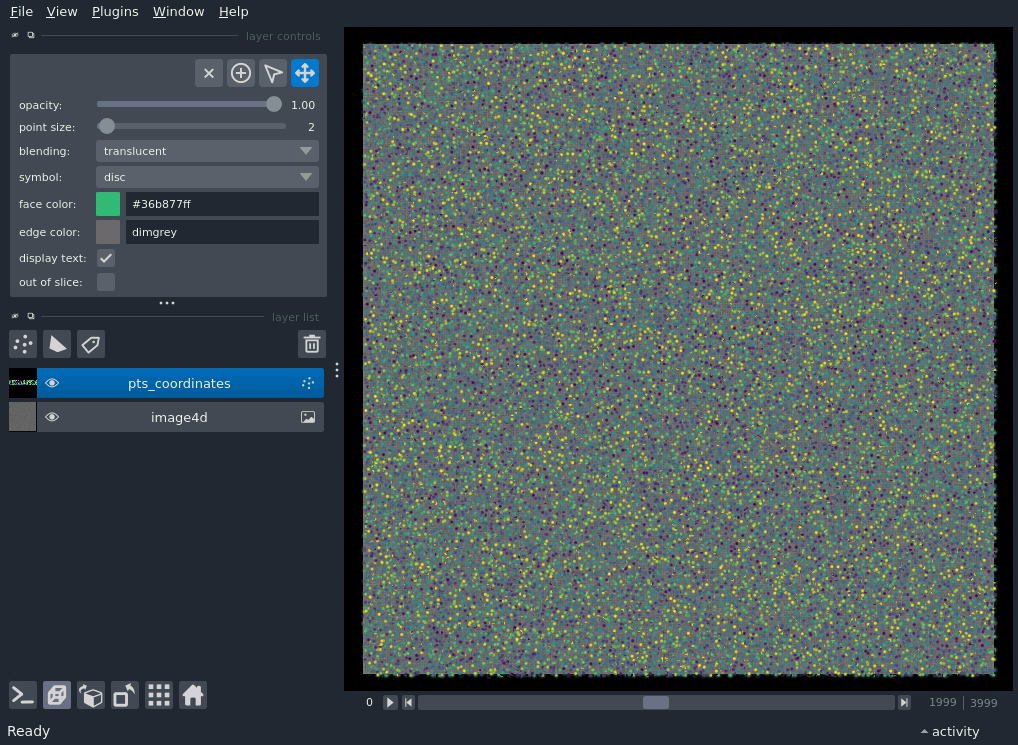 File View Plugins Window Help
layer controls
opacity: 1.00
point size: 2
blending: translucent
symbol: disc
face color: #36b877ff
edge color: dimgrey
display text:
out of slice:
layer list
pts_coordinates
image4d
0 1999 3999
Ready activity